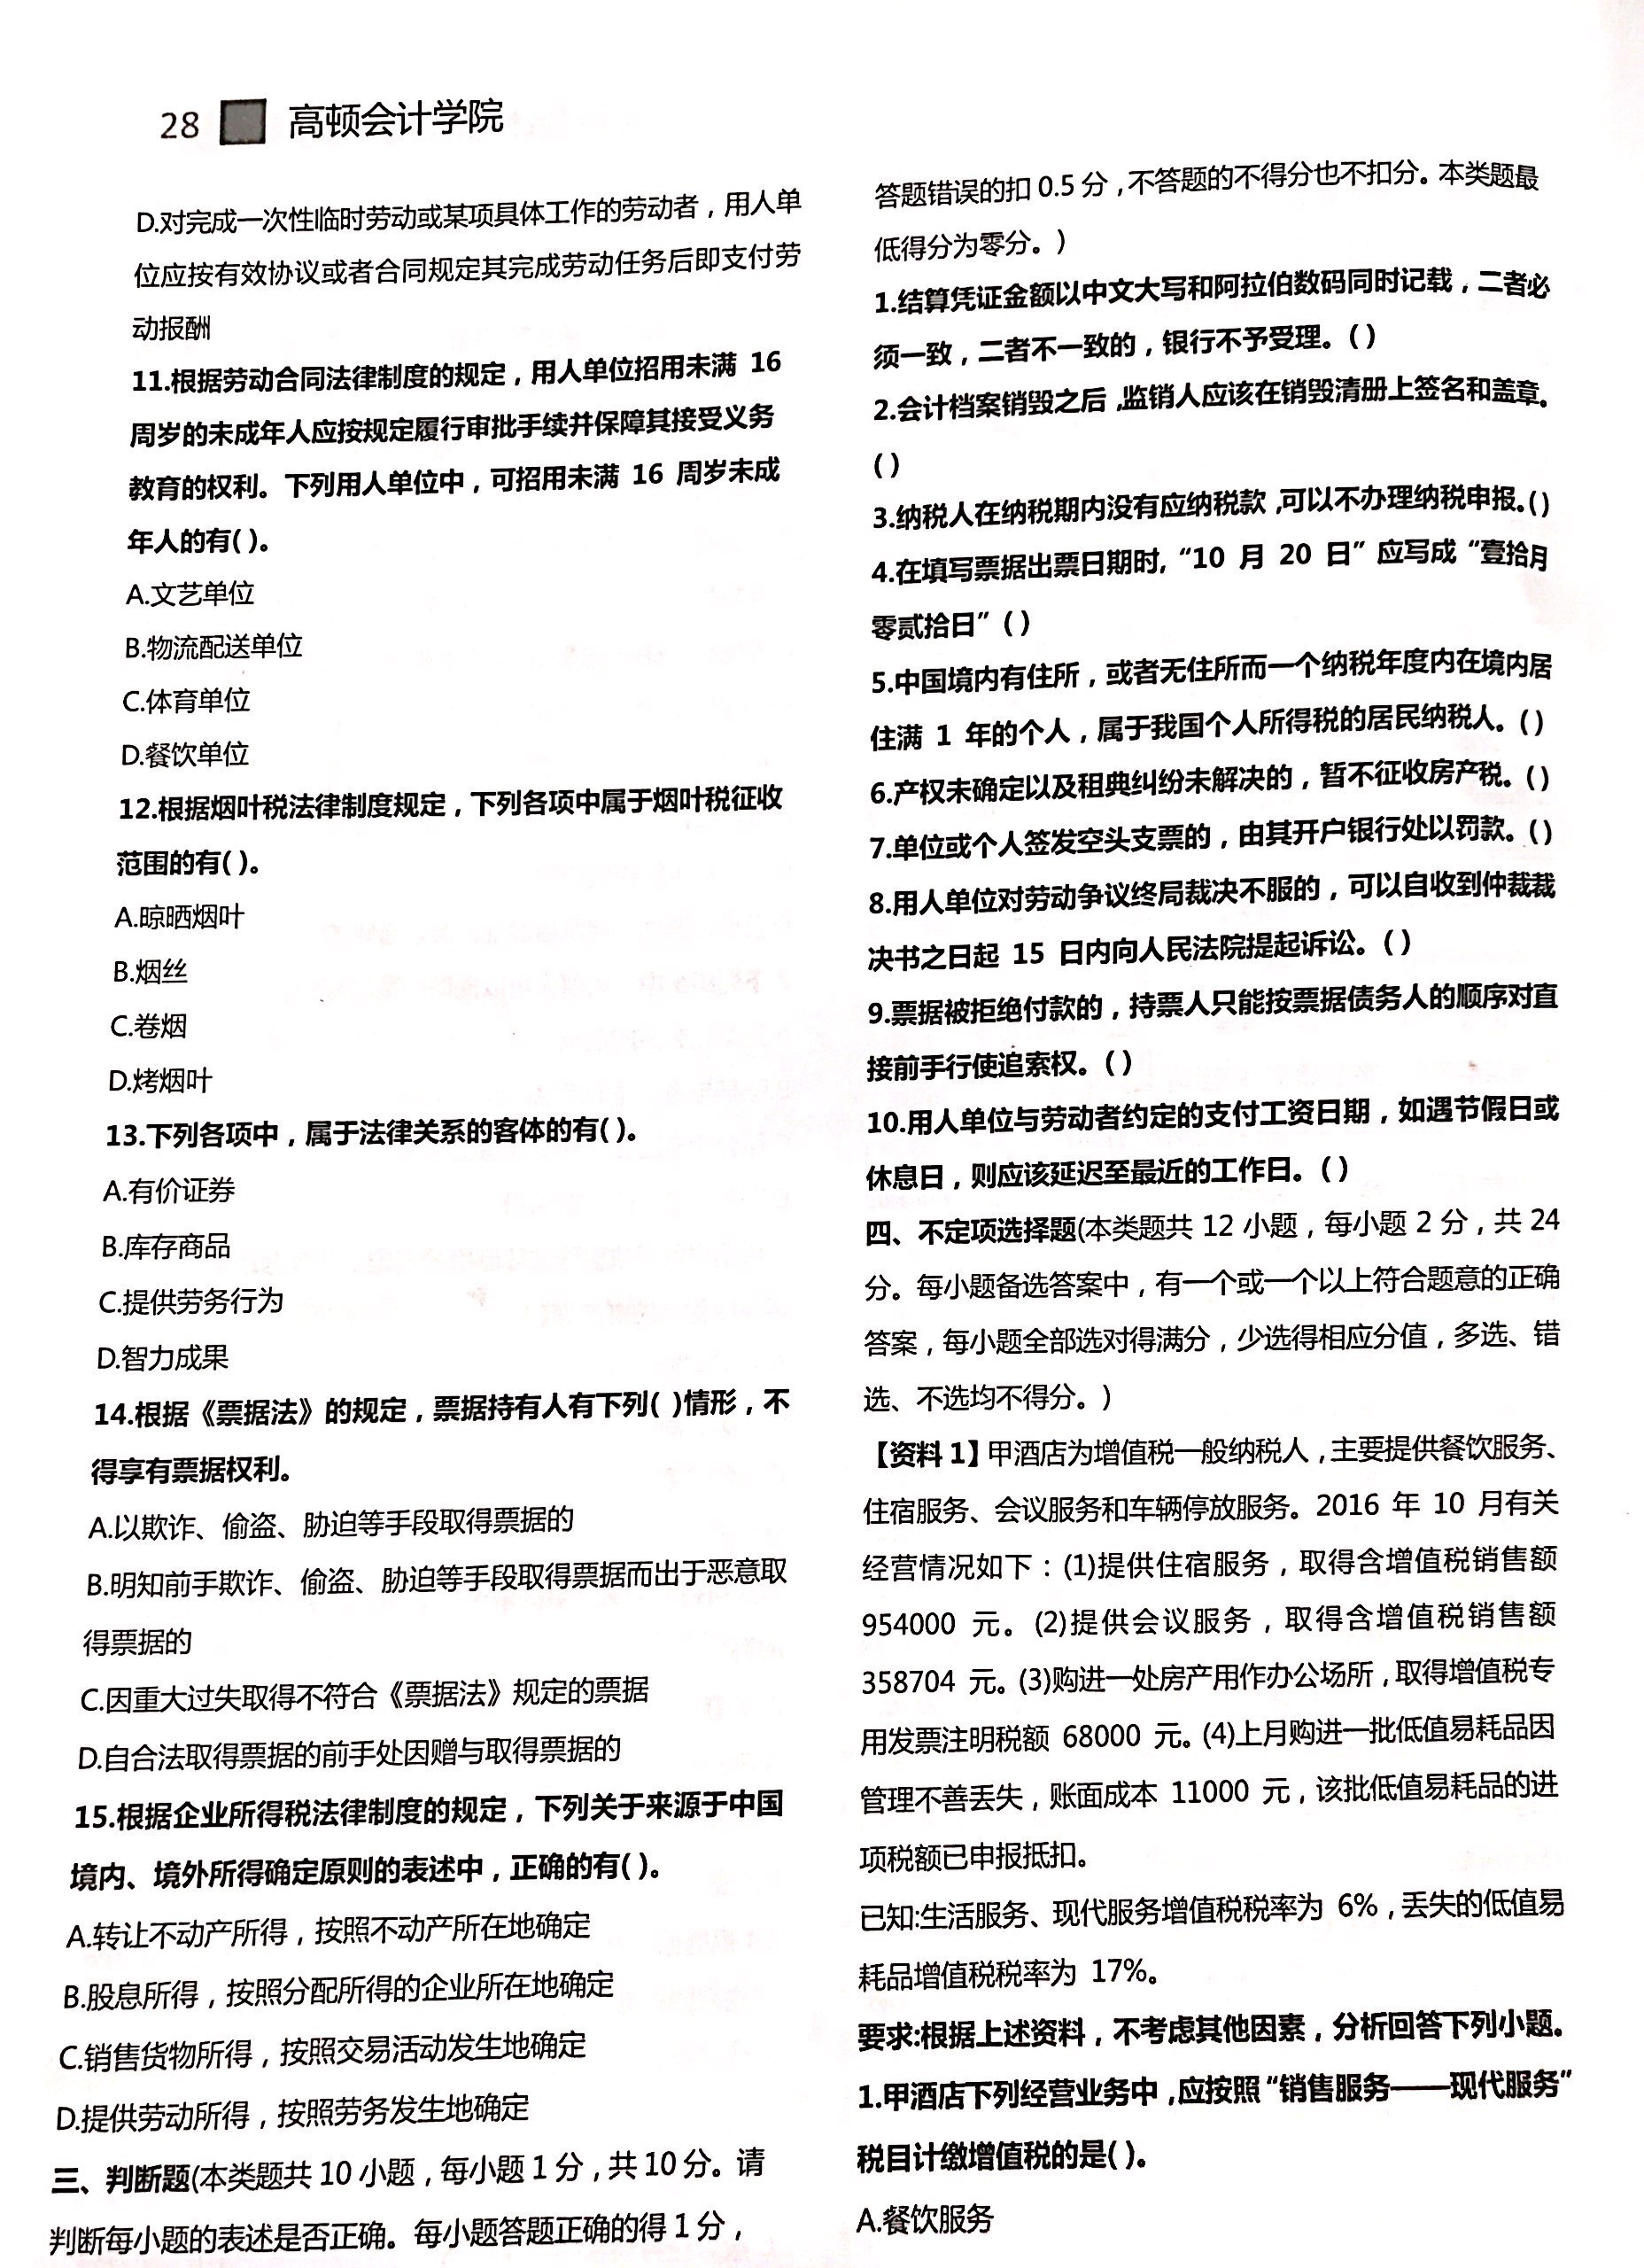 28 高顿会计学院
D.对完成一次性临时劳动或某项具体工作的劳动者，用人单
位应按有效协议或者合同规定其完成劳动任务后即支付劳
动报酬
11.根据劳动合同法律制度的规定，用人单位招用未满 16
周岁的未成年人应按规定履行审批手续并保障其接受义务
教育的权利。下列用人单位中，可招用未满 16 周岁未成
年人的有( )。
A.文艺单位
B.物流配送单位
C.体育单位
D.餐饮单位
12.根据烟叶税法律制度规定，下列各项中属于烟叶税征收
范围的有( )。
A.晾晒烟叶
B.烟丝
C.卷烟
D.烤烟叶
13.下列各项中，属于法律关系的客体的有( )。
A.有价证券
B.库存商品
C.提供劳务行为
D.智力成果
14.根据《票据法》的规定，票据持有人有下列( )情形，不
得享有票据权利。
A.以欺诈、偷盗、胁迫等手段取得票据的
B.明知前手欺诈、偷盗、胁迫等手段取得票据而出于恶意取
得票据的
C.因重大过失取得不符合《票据法》规定的票据
D.自合法取得票据的前手处因赠与取得票据的
15.根据企业所得税法律制度的规定，下列关于来源于中国
境内、境外所得确定原则的表述中，正确的有( )。
A.转让不动产所得，按照不动产所在地确定
B.股息所得，按照分配所得的企业所在地确定
C.销售货物所得，按照交易活动发生地确定
D.提供劳动所得，按照劳务发生地确定
三、判断题(本类题共 10 小题，每小题 1 分，共 10 分。请
判断每小题的表述是否正确。每小题答题正确的得 1 分，
答题错误的扣 0.5 分，不答题的不得分也不扣分。本类题最
低得分为零分。)
1.结算凭证金额以中文大写和阿拉伯数码同时记载，二者必
须一致，二者不一致的，银行不予受理。( )
2.会计档案销毁之后，监销人应该在销毁清册上签名和盖章。
( )
3.纳税人在纳税期内没有应纳税款，可以不办理纳税申报。( )
4.在填写票据出票日期时,“10 月 20 日”应写成“壹拾月
零贰拾日”( )
5.中国境内有住所，或者无住所而一个纳税年度内在境内居
住满 1 年的个人，属于我国个人所得税的居民纳税人。( )
6.产权未确定以及租典纠纷未解决的，暂不征收房产税。( )
7.单位或个人签发空头支票的，由其开户银行处以罚款。( )
8.用人单位对劳动争议终局裁决不服的，可以自收到仲裁裁
决书之日起 15 日内向人民法院提起诉讼。( )
9.票据被拒绝付款的，持票人只能按票据债务人的顺序对直
接前手行使追索权。( )
10.用人单位与劳动者约定的支付工资日期，如遇节假日或
休息日，则应该延迟至最近的工作日。( )
四、不定项选择题(本类题共 12 小题，每小题 2 分，共 24
分。每小题备选答案中，有一个或一个以上符合题意的正确
答案，每小题全部选对得满分，少选得相应分值，多选、错
选、不选均不得分。)
【资料 1】甲酒店为增值税一般纳税人，主要提供餐饮服务、
住宿服务、会议服务和车辆停放服务。2016 年 10 月有关
经营情况如下：(1)提供住宿服务，取得含增值税销售额
954000 元。(2)提供会议服务，取得含增值税销售额
358704 元。(3)购进一处房产用作办公场所，取得增值税专
用发票注明税额 68000 元。(4)上月购进一批低值易耗品因
管理不善丢失，账面成本 11000 元，该批低值易耗品的进
项税额已申报抵扣。
已知:生活服务、现代服务增值税税率为 6%，丢失的低值易
耗品增值税税率为 17%。
要求:根据上述资料，不考虑其他因素，分析回答下列小题。
1.甲酒店下列经营业务中，应按照“销售服务——现代服务”
税目计缴增值税的是( )。
A.餐饮服务